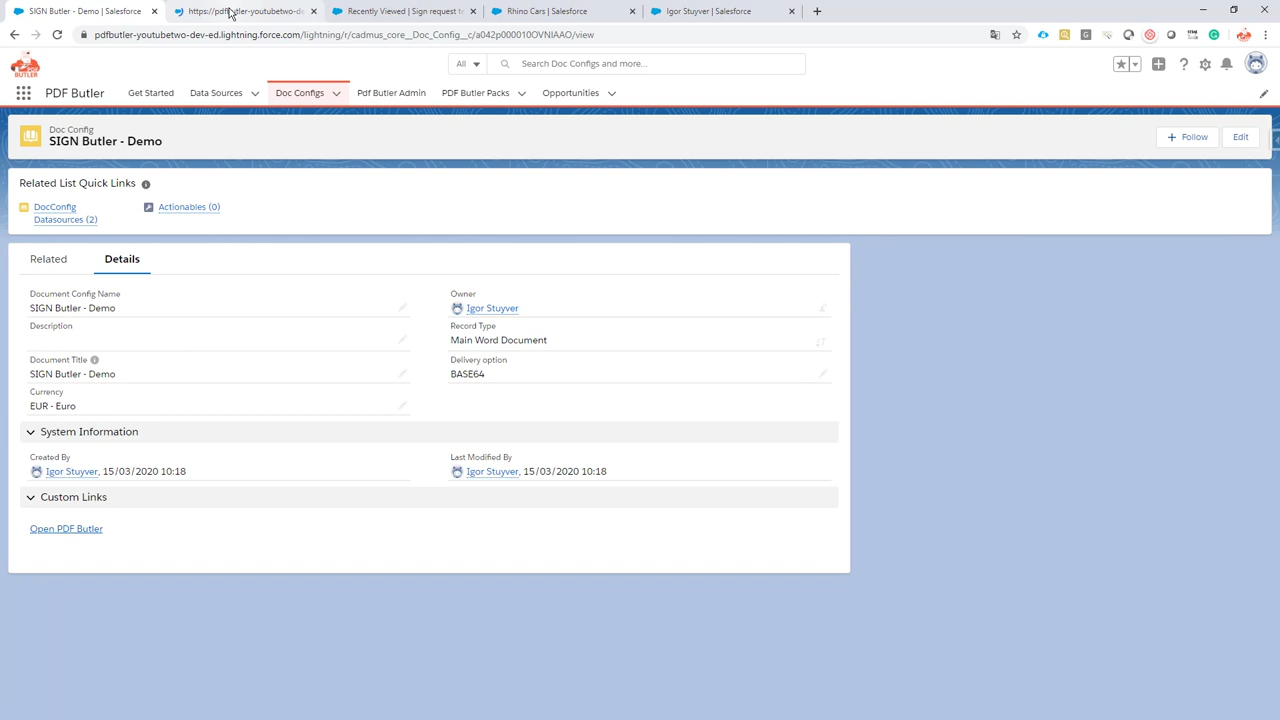 SIGN Butler - Demo | Salesforce
https://pdfbutler-youtubetwo-de
Recently Viewed | Sign request te
Rhino Cars | Salesforce
Igor Stuyver | Salesforce
pdfbutler-youtubetwo-dev-ed.lightning.force.com/lightning/r/cadmus_core__Doc_Config__c/a042p000010OVNIAAO/view
BUTLER
All
Search Doc Configs and more...
PDF Butler
Get Started
Data Sources
Doc Configs
Pdf Butler Admin
PDF Butler Packs
Opportunities
Doc Config
SIGN Butler - Demo
+ Follow
Edit
Related List Quick Links
DocConfig
Datasources (2)
Actionables (0)
Related
Details
Document Config Name
SIGN Butler - Demo
Owner
Igor Stuyver
Description
Record Type
Main Word Document
Document Title
SIGN Butler - Demo
Delivery option
BASE64
Currency
EUR - Euro
System Information
Created By
Igor Stuyver, 15/03/2020 10:18
Last Modified By
Igor Stuyver, 15/03/2020 10:18
Custom Links
Open PDF Butler